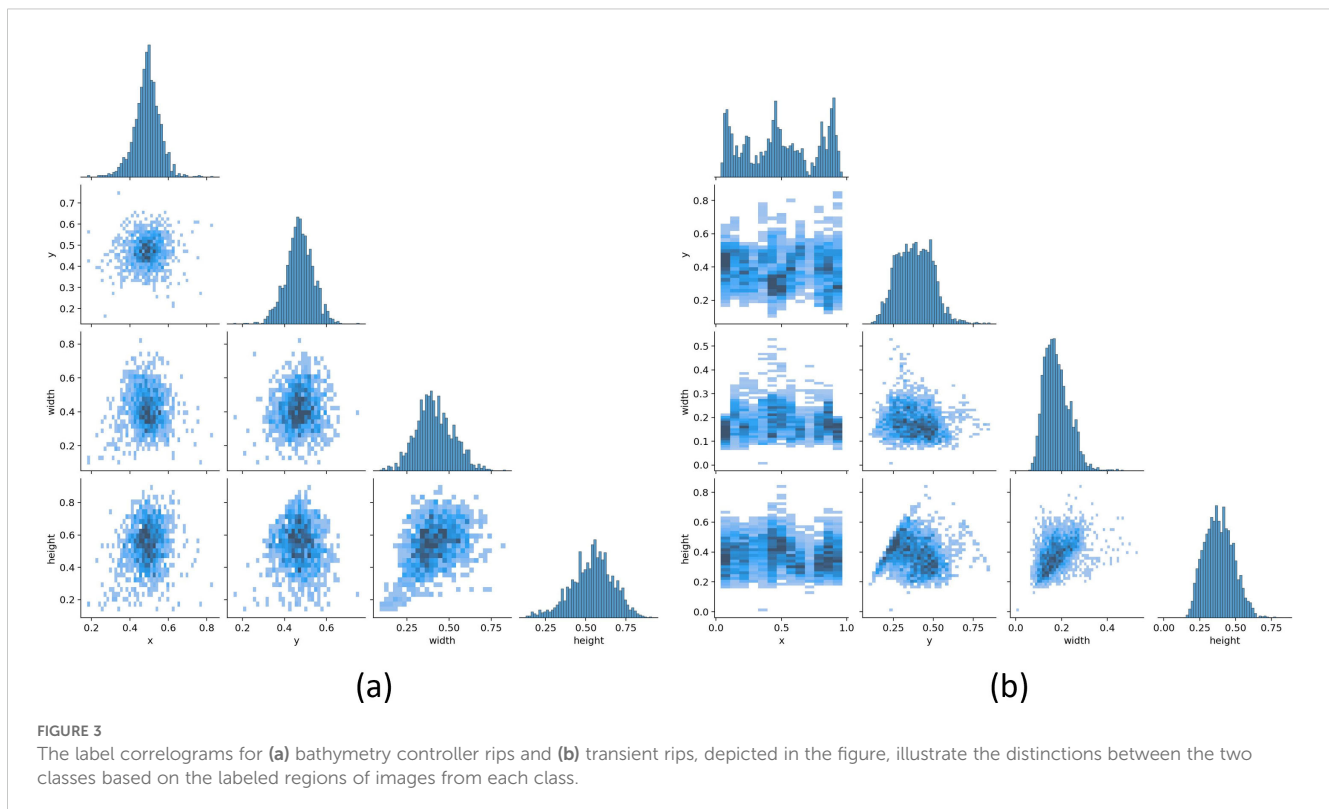 y
0.7
0.6
0.5
0.4
0.3
0.2
width
0.8
0.6
0.4
0.2
height
0.8
0.6
0.4
0.2
0.2 0.4 0.6 0.8
x
0.4 0.6
y
0.25 0.50 0.75
width
0.25 0.50 0.75
height
(a)
y
0.8
0.6
0.4
0.2
width
0.5
0.4
0.3
0.2
0.1
0.0
height
0.8
0.6
0.4
0.2
0.0
0.0 0.5 1.0
x
0.25 0.50 0.75
y
0.0 0.2 0.4
width
0.00 0.25 0.50 0.75
height
(b)
FIGURE 3
The label correlograms for (a) bathymetry controller rips and (b) transient rips, depicted in the figure, illustrate the distinctions between the two
classes based on the labeled regions of images from each class.